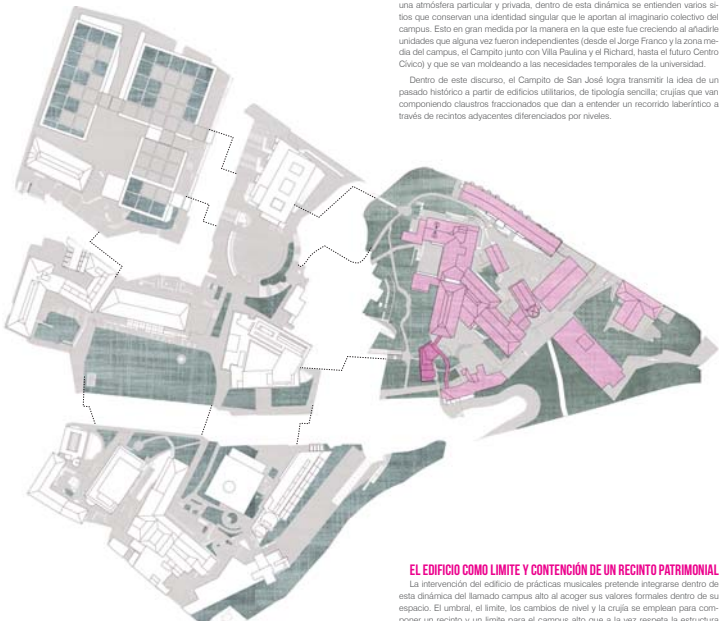 una atmósfera particular y privada, dentro de esta dinámica se entienden varios si-
tios que conservan una identidad singular que le aportan al imaginario colectivo del
campus. Esto en gran medida por la manera en la que este fue creciendo al añadirle
unidades que alguna vez fueron independientes (desde el Jorge Franco y la zona me-
dia del campus, el Campito junto con Villa Paulina y el Richard, hasta el futuro Centro
Cívico) y que se van moldeando a las necesidades temporales de la universidad.
Dentro de este discurso, el Campito de San José logra transmitir la idea de un
pasado histórico a partir de edificios utilitarios, de tipología sencilla; crujías que van
componiendo claustros fraccionados que dan a entender un recorrido laberíntico a
través de recintos adyacentes diferenciados por niveles.
EL EDIFICIO COMO LIMITE Y CONTENCIÓN DE UN RECINTO PATRIMONIAL
La intervención del edificio de prácticas musicales pretende integrarse dentro de
esta dinámica del llamado campus alto al acoger sus valores formales dentro de su
espacio. El umbral, el limite, los cambios de nivel y la crujía se emplean para com-
poner un recinto y un limite para el campus alto que a la vez respeta la estructura